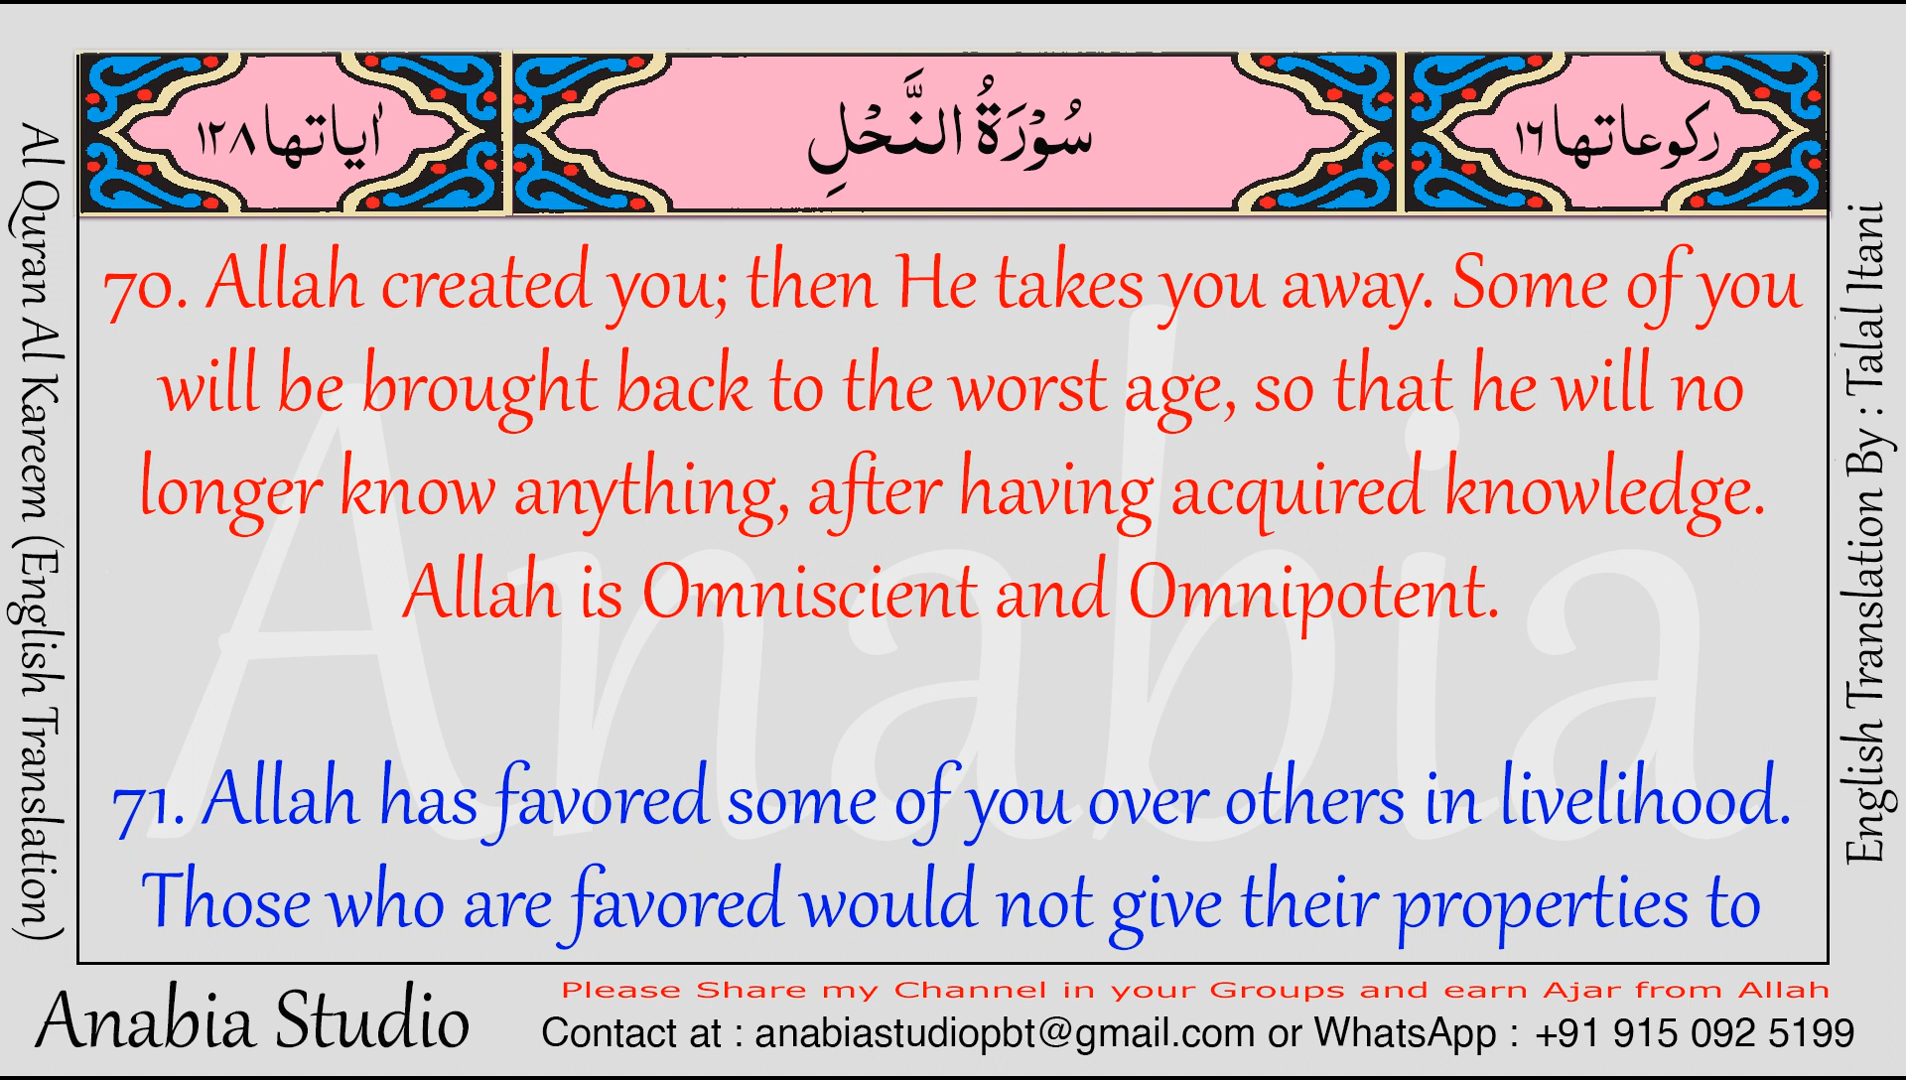 اٰیاتها ۱۲۸
سُوْرَةُ النَّحْلِ
ركوعاتها ۱٦
Al Quran Al Kareem (English Translation)
70. Allah created you; then He takes you away. Some of you
will be brought back to the worst age, so that he will no
longer know anything, after having acquired knowledge.
Allah is Omniscient and Omnipotent.
71. Allah has favored some of you over others in livelihood.
Those who are favored would not give their properties to
English Translation By : Talal Itani
Anabia
Anabia Studio
Please Share my Channel in your Groups and earn Ajar from Allah
Contact at : anabiastudiopbt@gmail.com or WhatsApp : +91 915 092 5199